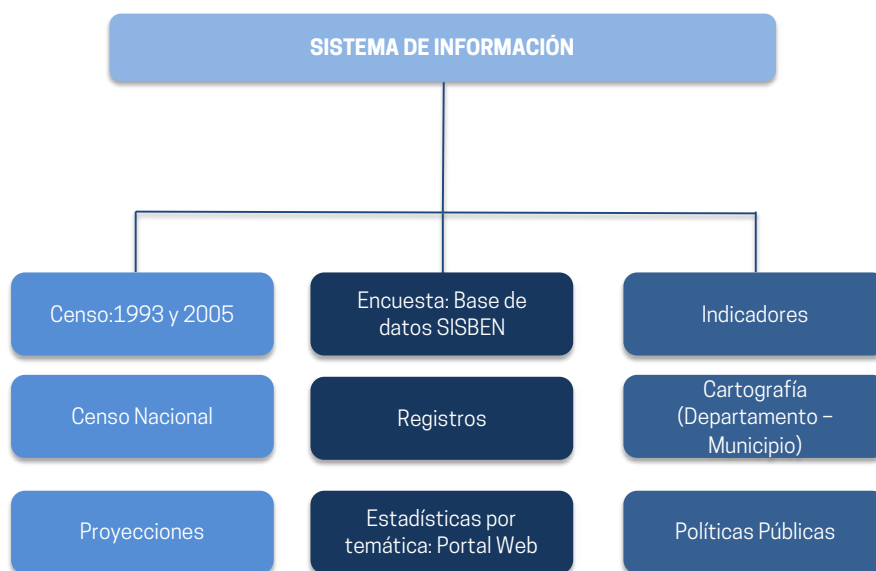 SISTEMA DE INFORMACIÓN
Censo:1993 y 2005
Encuesta: Base de
datos SISBEN
Indicadores
Censo Nacional
Registros
Cartografía
(Departamento –
Municipio)
Proyecciones
Estadísticas por
temática: Portal Web
Políticas Públicas